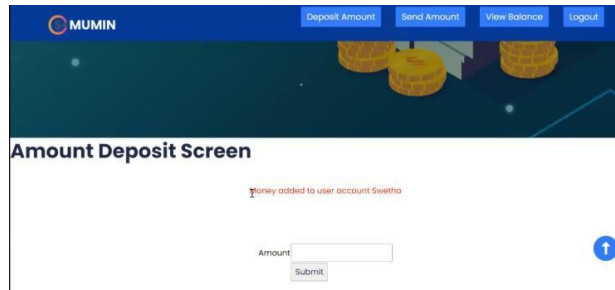 MUMIN
Deposit Amount
Send Amount
View Balance
Logout
Amount Deposit Screen
Money added to user account Swetha
Amount
Submit